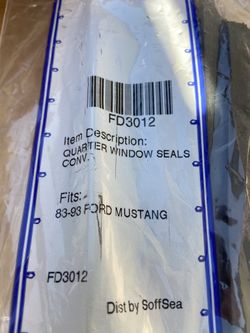 FD3012
Item Description:
QUARTER WINDOW SEALS
CONV.
Fits:
83-93 FORD MUSTANG
FD3012
Dist by SoffSea